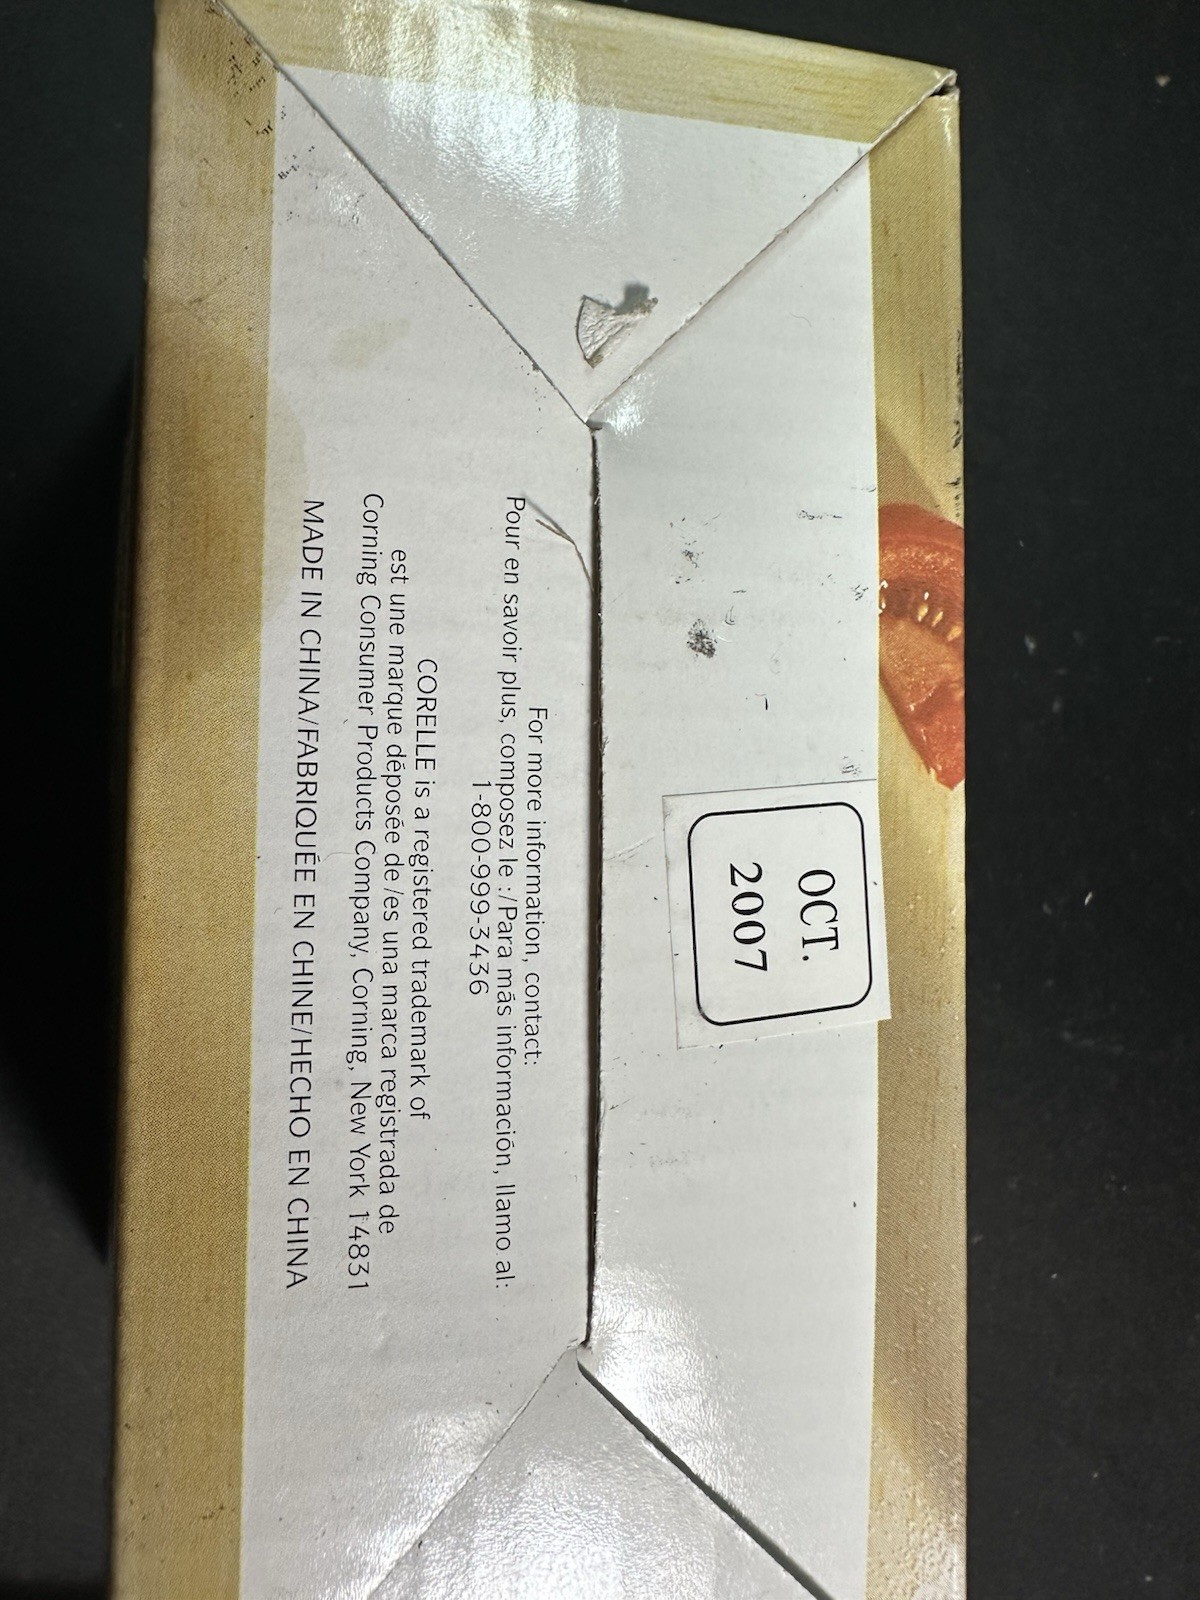 OCT.
2007
For more information, contact:
Pour en savoir plus, composez le :/Para más información, llamo al:
1-800-999-3436
CORELLE is a registered trademark of
est une marque déposée de /es una marca registrada de
Corning Consumer Products Company, Corning, New York 14831
MADE IN CHINA/FABRIQUÉE EN CHINE/HECHO EN CHINA